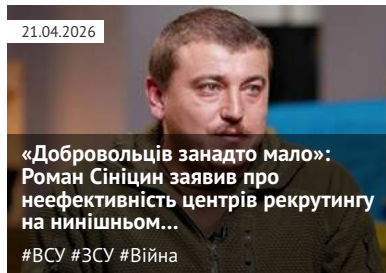 21.04.2026
«Добровольців занадто мало»:
Роман Сініцин заявив про
неефективність центрів рекрутингу
на нинішньом...
#ВСУ #ЗСУ #Війна